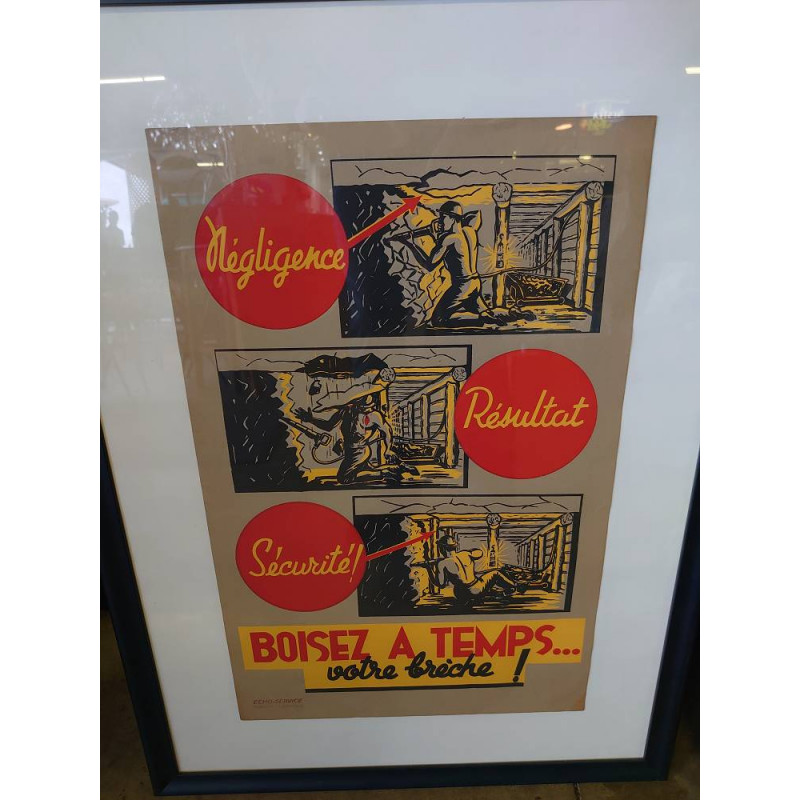 Négligence
Résultat
Sécurité!
BOISEZ A TEMPS...
votre brèche !